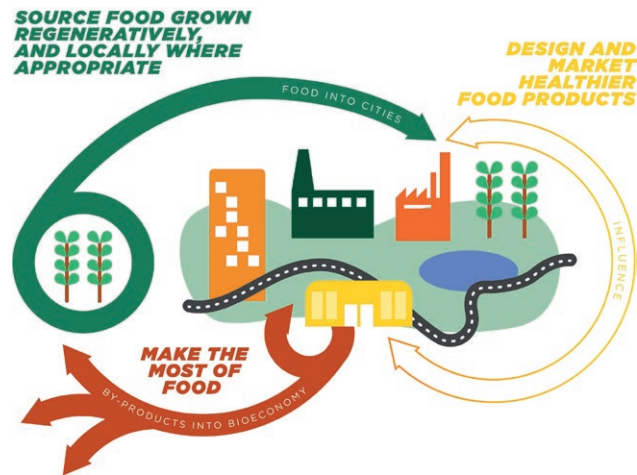 SOURCE FOOD GROWN
REGENERATIVELY,
AND LOCALLY WHERE
APPROPRIATE
FOOD INTO CITIES
DESIGN AND
MARKET
HEALTHIER
FOOD PRODUCTS
INFLUENCE
MAKE THE
MOST OF
FOOD
BY-PRODUCTS INTO BIOECONOMY